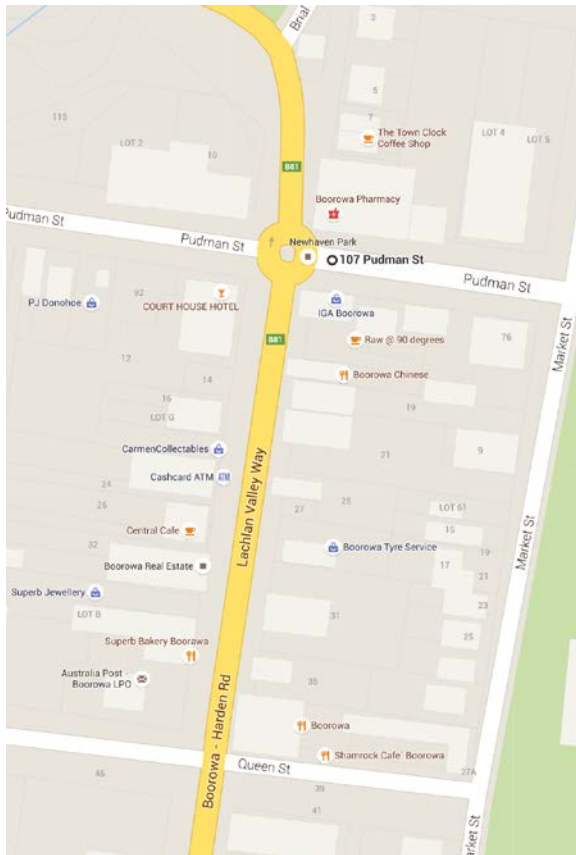 Brial
3
5
115
7
The Town Clock
Coffee Shop
LOT 4
LOT 5
LOT 2
10
B81
Boorowa Pharmacy
Pudman St
Pudman St
Newhaven Park
107 Pudman St
Pudman St
92
COURT HOUSE HOTEL
PJ Donohoe
IGA Boorowa
Market St
B81
Raw @ 90 degrees
76
12
Boorowa Chinese
14
16
LOT G
19
CarmenCollectables
21
9
Cashcard ATM
ATM
Lachlan Valley Way
24
26
27
25
LOT 51
Central Cafe
15
32
Boorowa Tyre Service
19
Boorowa Real Estate
17
21
Market St
Superb Jewellery
23
LOT B
31
25
Superb Bakery Boorawa
Australia Post -
Boorowa LPO
35
Boorowa - Harden Rd
Boorowa
Shamrock Cafe` Boorowa
Queen St
27A
46
39
41
Market St